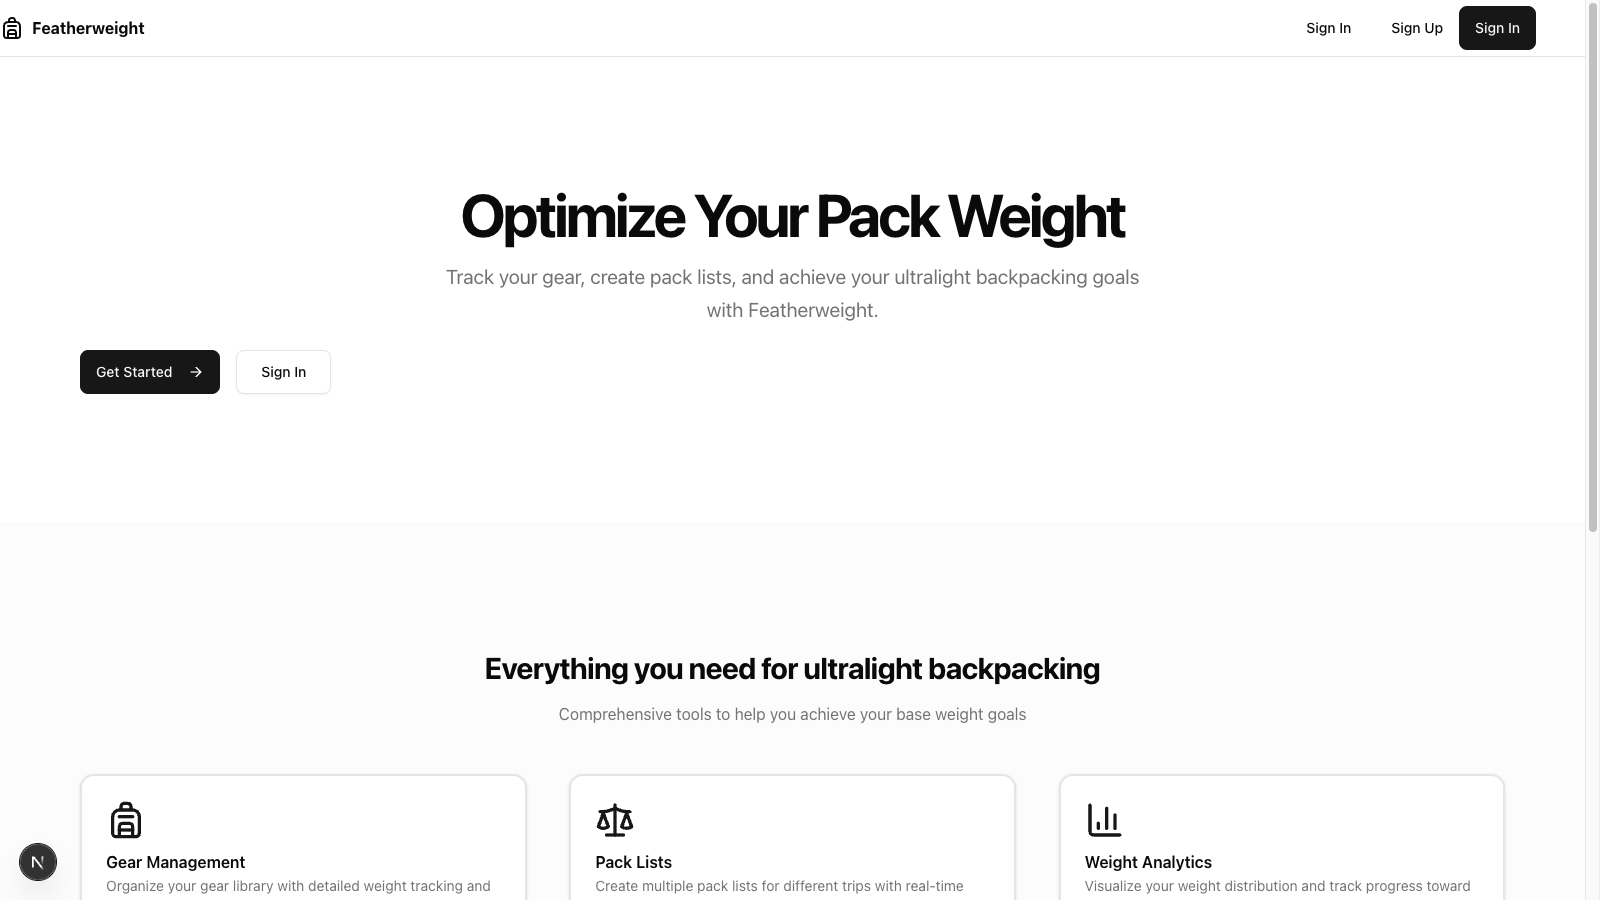 Featherweight
Sign In
Sign Up
Sign In
Optimize Your Pack Weight
Track your gear, create pack lists, and achieve your ultralight backpacking goals
with Featherweight.
Get Started
Sign In
Everything you need for ultralight backpacking
Comprehensive tools to help you achieve your base weight goals
Gear Management
Organize your gear library with detailed weight tracking and
Pack Lists
Create multiple pack lists for different trips with real-time
Weight Analytics
Visualize your weight distribution and track progress toward
N